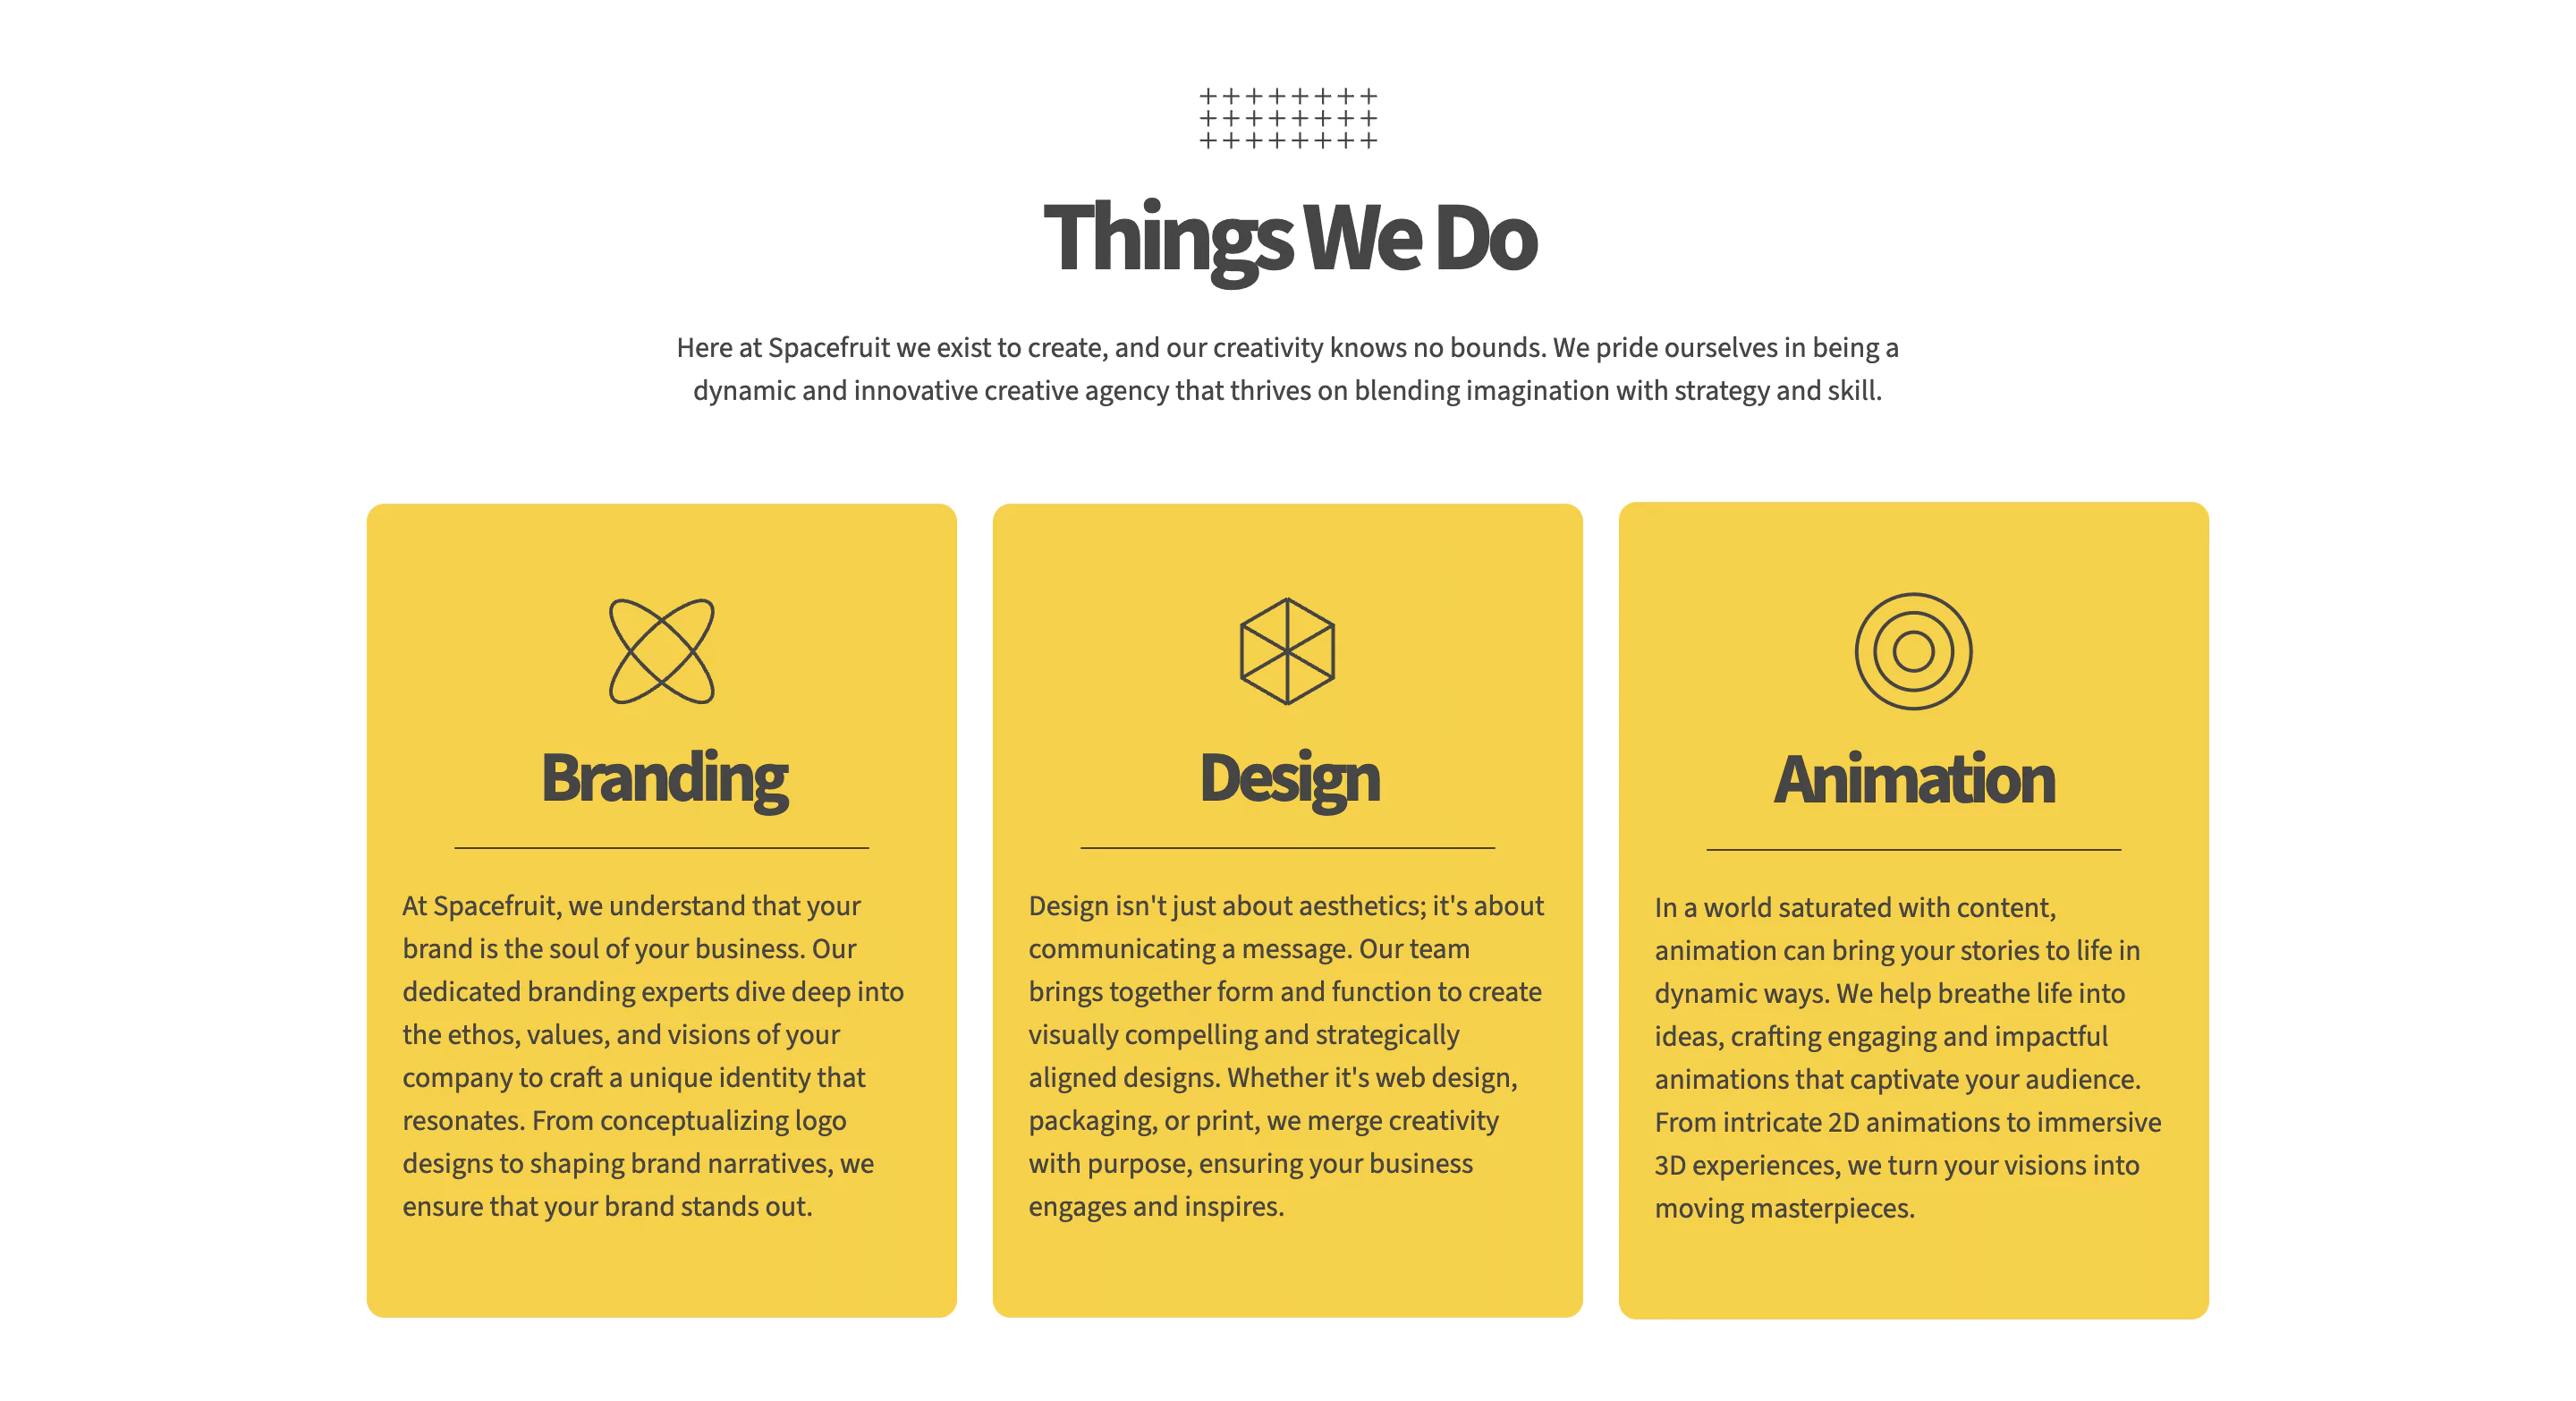 Things We Do
Here at Spacefruit we exist to create, and our creativity knows no bounds. We pride ourselves in being a
dynamic and innovative creative agency that thrives on blending imagination with strategy and skill.
Branding
At Spacefruit, we understand that your
brand is the soul of your business. Our
dedicated branding experts dive deep into
the ethos, values, and visions of your
company to craft a unique identity that
resonates. From conceptualizing logo
designs to shaping brand narratives, we
ensure that your brand stands out.
Design
Design isn't just about aesthetics; it's about
communicating a message. Our team
brings together form and function to create
visually compelling and strategically
aligned designs. Whether it's web design,
packaging, or print, we merge creativity
with purpose, ensuring your business
engages and inspires.
Animation
In a world saturated with content,
animation can bring your stories to life in
dynamic ways. We help breathe life into
ideas, crafting engaging and impactful
animations that captivate your audience.
From intricate 2D animations to immersive
3D experiences, we turn your visions into
moving masterpieces.